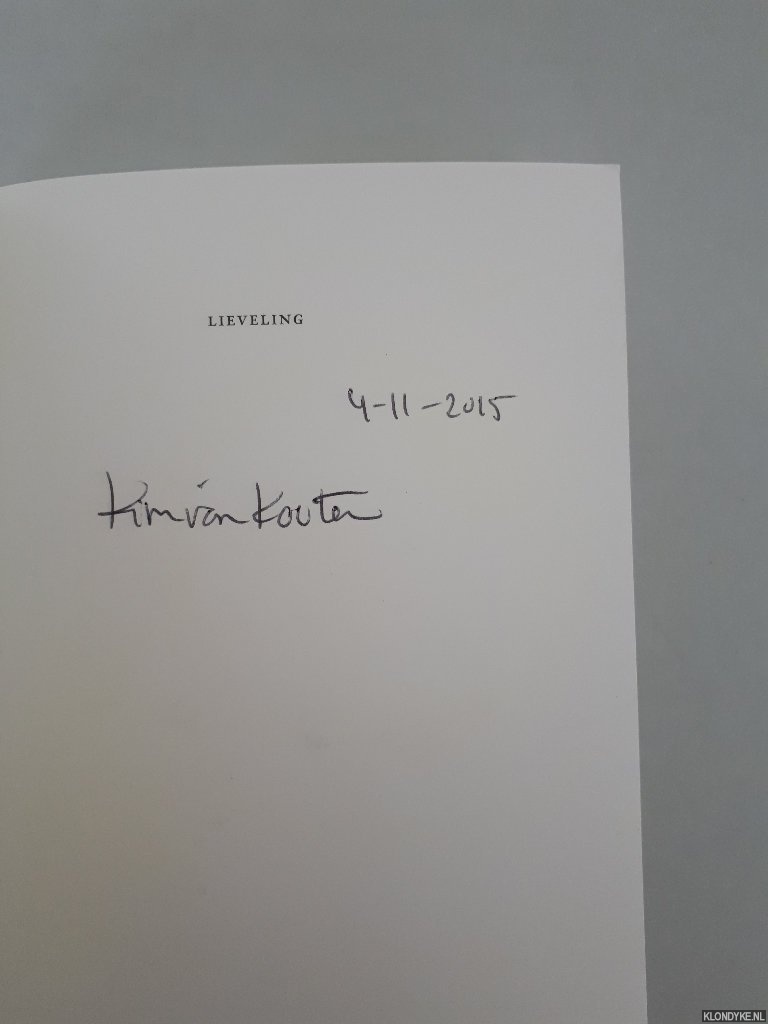 LIEVELING
4-11-2015
Kim van Kooten
KLONDYKE.NL